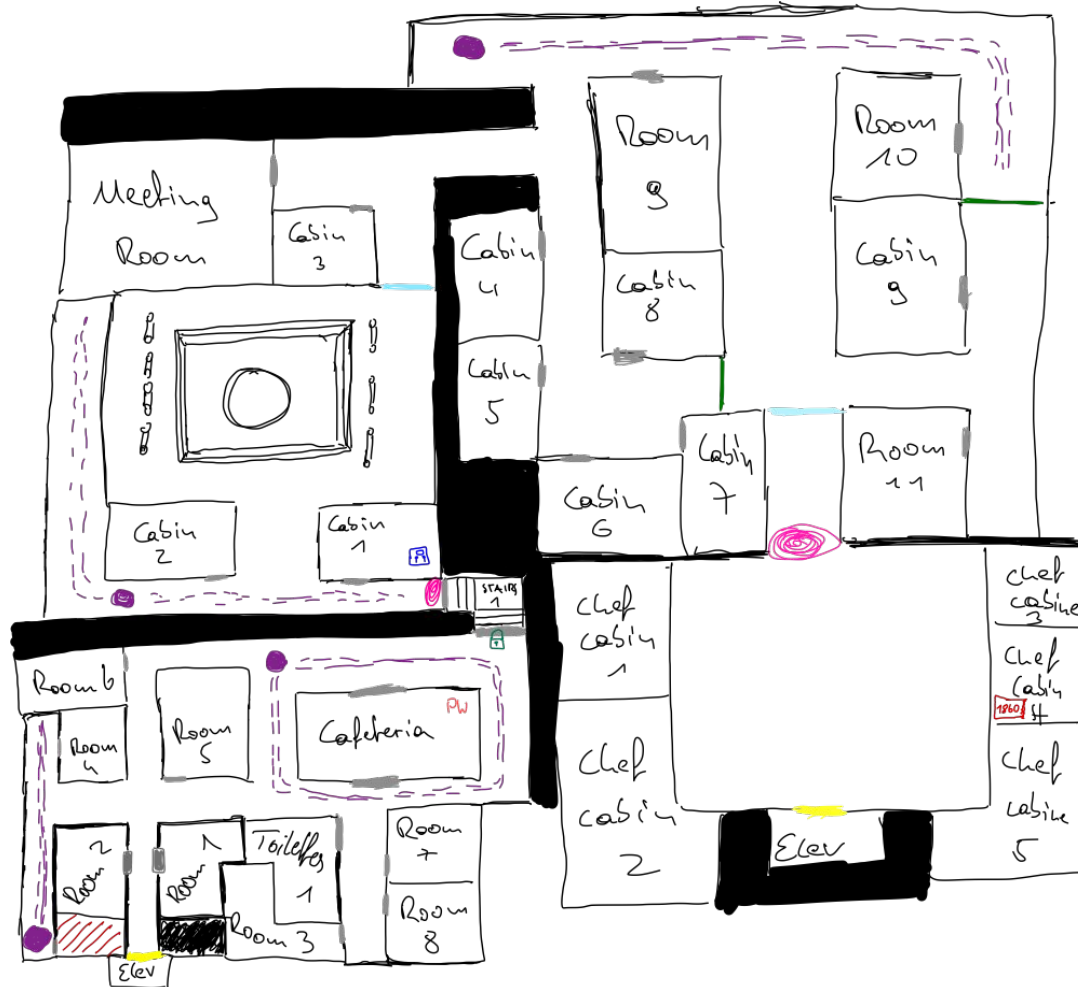 Meeting
Room
Cabin
3
Cabin
4
Cabin
5
Room
9
Cabin
8
Room
10
Cabin
9
Cabin
2
Cabin
1
STAIRS
1
Cabin
6
Cabin
7
Room
11
Chef
cabin
1
Chef
cabin
2
Chef
cabine
3
Chef
Cabin
4
1860
Chef
cabine
5
Elev
Room 6
Room
4
Room
5
Cafeteria
PW
Room
2
Room
1
Toilettes
1
Room 3
Room
7
Room
8
Elev